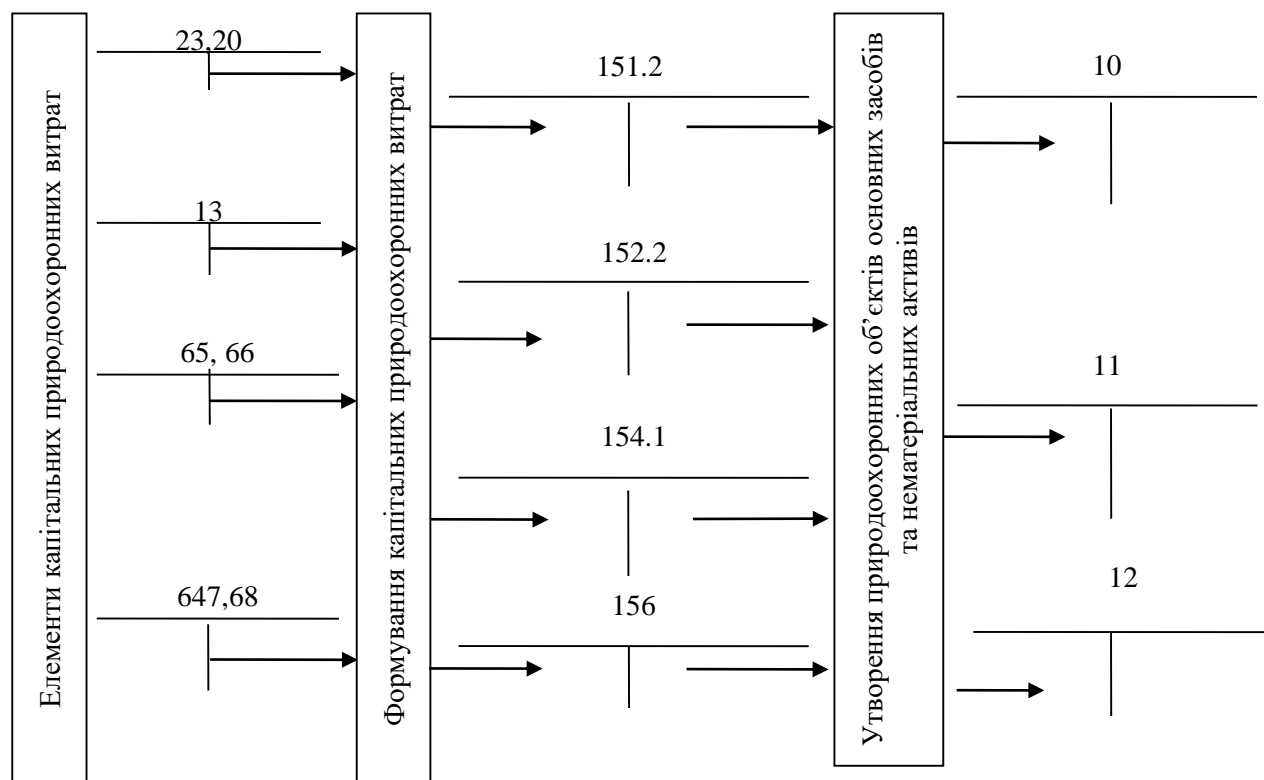 Елементи капітальних природоохоронних витрат
23,20
13
65, 66
647,68
Формування капітальних природоохоронних витрат
151.2
152.2
154.1
156
Утворення природоохоронних об’єктів основних засобів
та нематеріальних активів
10
11
12